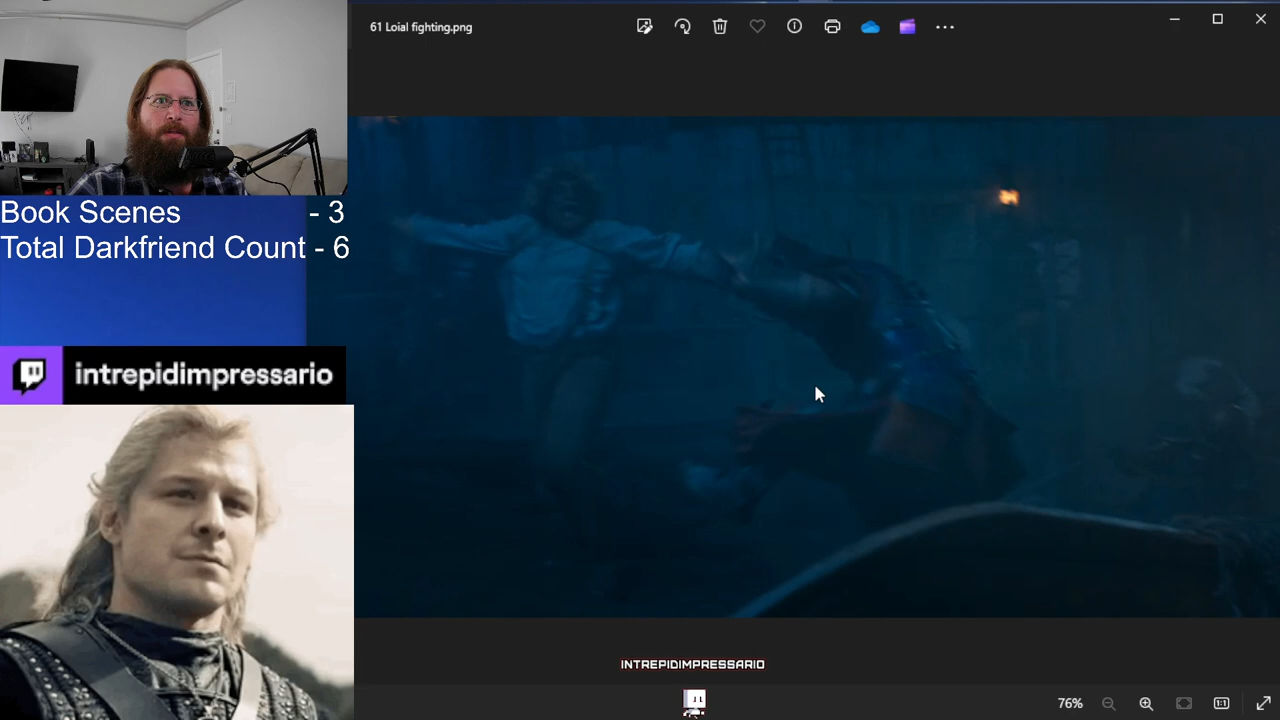 61 Loial fighting.png
Book Scenes - 3
Total Darkfriend Count - 6
intrepidimpressario
INTREPIDIMPRESSARIO
76%